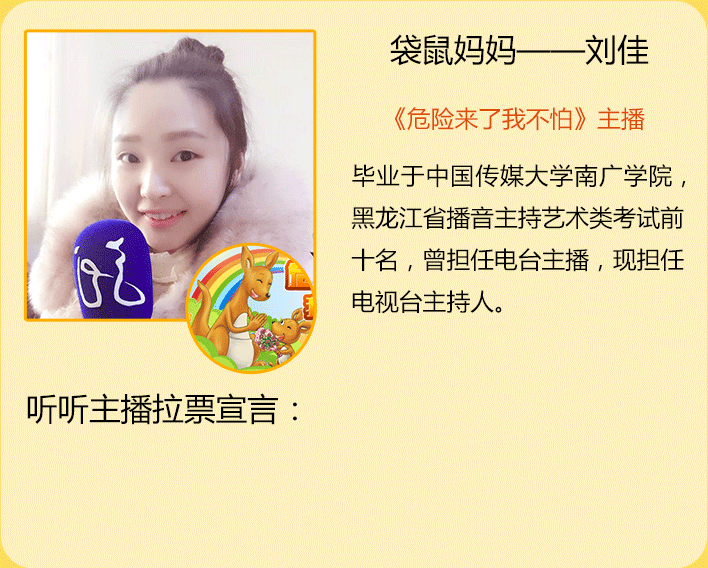 袋鼠妈妈——刘佳
《危险来了我不怕》主播
毕业于中国传媒大学南广学院，
黑龙江省播音主持艺术类考试前
十名，曾担任电台主播，现担任
电视台主持人。
听听主播拉票宣言：